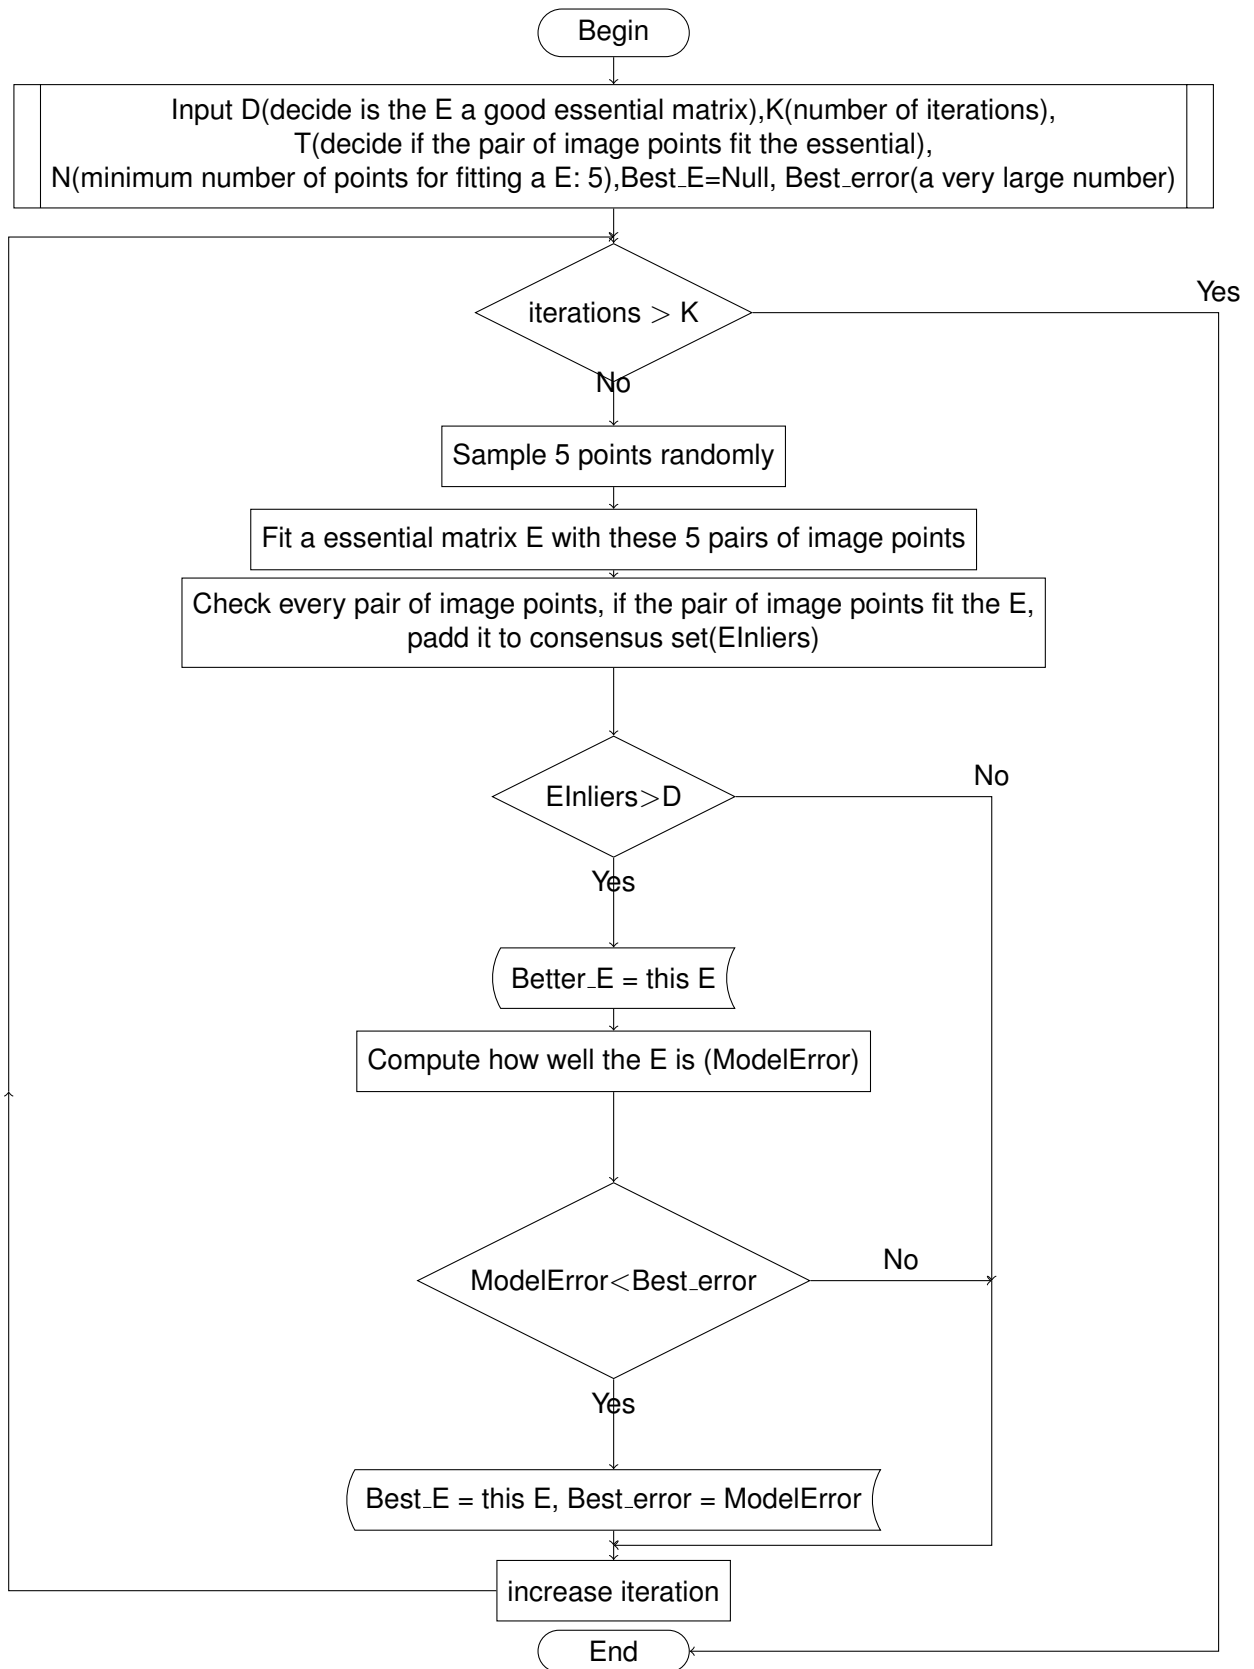 Begin
Input D(decide is the E a good essential matrix),K(number of iterations),
T(decide if the pair of image points fit the essential),
N(minimum number of points for fitting a E: 5),Best_E=Null, Best_error(a very large number)
iterations > K
Yes
No
Sample 5 points randomly
Fit a essential matrix E with these 5 pairs of image points
Check every pair of image points, if the pair of image points fit the E,
padd it to consensus set(EInliers)
EInliers>D
No
Yes
Better_E = this E
Compute how well the E is (ModelError)
ModelError<Best_error
No
Yes
Best_E = this E, Best_error = ModelError
increase iteration
End